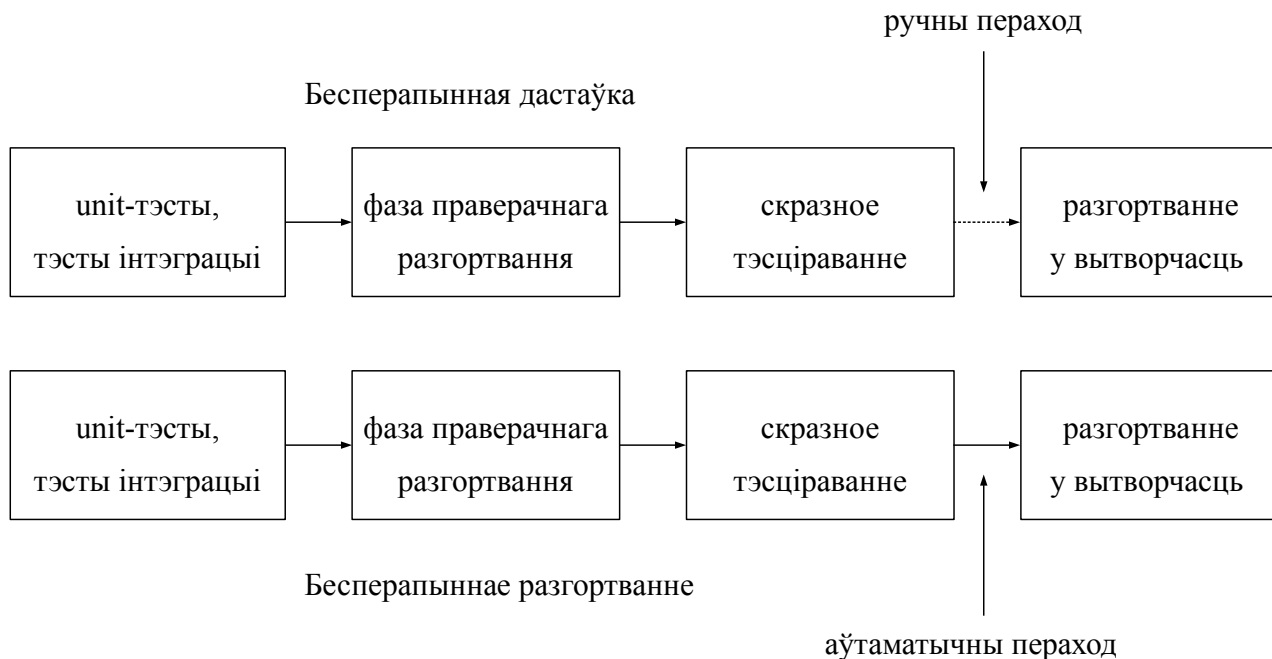 ручны пераход
Бесперапынная дастаўка
unit-тэсты,
тэсты інтэграцыі
фаза праверачнага
разгортвання
скразное
тэсціраванне
разгортванне
у вытворчасць
unit-тэсты,
тэсты інтэграцыі
фаза праверачнага
разгортвання
скразное
тэсціраванне
разгортванне
у вытворчасць
Бесперапыннае разгортванне
аўтаматычны пераход